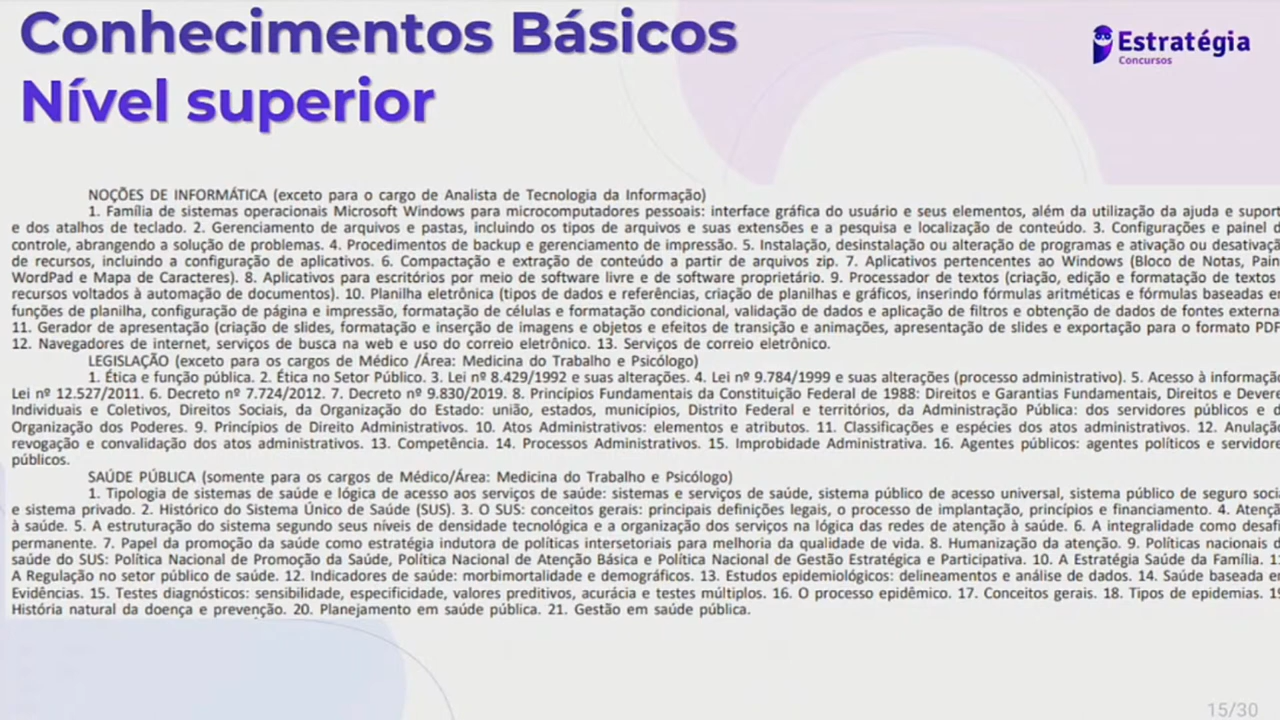 Conhecimentos Básicos
Nível superior
Estratégia
Concursos
NOÇÕES DE INFORMÁTICA (exceto para o cargo de Analista de Tecnologia da Informação)
1. Família de sistemas operacionais Microsoft Windows para microcomputadores pessoais: interface gráfica do usuário e seus elementos, além da utilização da ajuda e suport
e dos atalhos de teclado. 2. Gerenciamento de arquivos e pastas, incluindo os tipos de arquivos e suas extensões e a pesquisa e localização de conteúdo. 3. Configurações e painel d
controle, abrangendo a solução de problemas. 4. Procedimentos de backup e gerenciamento de impressão. 5. Instalação, desinstalação ou alteração de programas e ativação ou desativaçã
de recursos, incluindo a configuração de aplicativos. 6. Compactação e extração de conteúdo a partir de arquivos zip. 7. Aplicativos pertencentes ao Windows (Bloco de Notas, Pain
WordPad e Mapa de Caracteres). 8. Aplicativos para escritórios por meio de software livre e de software proprietário. 9. Processador de textos (criação, edição e formatação de textos
recursos voltados à automação de documentos). 10. Planilha eletrônica (tipos de dados e referências, criação de planilhas e gráficos, inserindo fórmulas aritméticas e fórmulas baseadas em
funções de planilha, configuração de página e impressão, formatação de células e formatação condicional, validação de dados e aplicação de filtros e obtenção de dados de fontes externa
11. Gerador de apresentação (criação de slides, formatação e inserção de imagens e objetos e efeitos de transição e animações, apresentação de slides e exportação para o formato PDF
12. Navegadores de internet, serviços de busca na web e uso do correio eletrônico. 13. Serviços de correio eletrônico.
LEGISLAÇÃO (exceto para os cargos de Médico /Área: Medicina do Trabalho e Psicólogo)
1. Ética e função pública. 2. Ética no Setor Público. 3. Lei nº 8.429/1992 e suas alterações. 4. Lei nº 9.784/1999 e suas alterações (processo administrativo). 5. Acesso à informaçã
Lei nº 12.527/2011. 6. Decreto nº 7.724/2012. 7. Decreto nº 9.830/2019. 8. Princípios Fundamentais da Constituição Federal de 1988: Direitos e Garantias Fundamentais, Direitos e Devere
Individuais e Coletivos, Direitos Sociais, da Organização do Estado: união, estados, municípios, Distrito Federal e territórios, da Administração Pública: dos servidores públicos e d
Organização dos Poderes. 9. Princípios de Direito Administrativos. 10. Atos Administrativos: elementos e atributos. 11. Classificações e espécies dos atos administrativos. 12. Anulaçã
revogação e convalidação dos atos administrativos. 13. Competência. 14. Processos Administrativos. 15. Improbidade Administrativa. 16. Agentes públicos: agentes políticos e servidore
públicos.
SAÚDE PÚBLICA (somente para os cargos de Médico/Área: Medicina do Trabalho e Psicólogo)
1. Tipologia de sistemas de saúde e lógica de acesso aos serviços de saúde: sistemas e serviços de saúde, sistema público de acesso universal, sistema público de seguro soci
e sistema privado. 2. Histórico do Sistema Único de Saúde (SUS). 3. O SUS: conceitos gerais: principais definições legais, o processo de implantação, princípios e financiamento. 4. Atençã
à saúde. 5. A estruturação do sistema segundo seus níveis de densidade tecnológica e a organização dos serviços na lógica das redes de atenção à saúde. 6. A integralidade como desafi
permanente. 7. Papel da promoção da saúde como estratégia indutora de políticas intersetoriais para melhoria da qualidade de vida. 8. Humanização da atenção. 9. Políticas nacionais d
saúde do SUS: Política Nacional de Promoção da Saúde, Política Nacional de Atenção Básica e Política Nacional de Gestão Estratégica e Participativa. 10. A Estratégia Saúde da Família. 11
A Regulação no setor público de saúde. 12. Indicadores de saúde: morbimortalidade e demográficos. 13. Estudos epidemiológicos: delineamentos e análise de dados. 14. Saúde baseada em
Evidências. 15. Testes diagnósticos: sensibilidade, especificidade, valores preditivos, acurácia e testes múltiplos. 16. O processo epidêmico. 17. Conceitos gerais. 18. Tipos de epidemias. 19
História natural da doença e prevenção. 20. Planejamento em saúde pública. 21. Gestão em saúde pública.
15/30